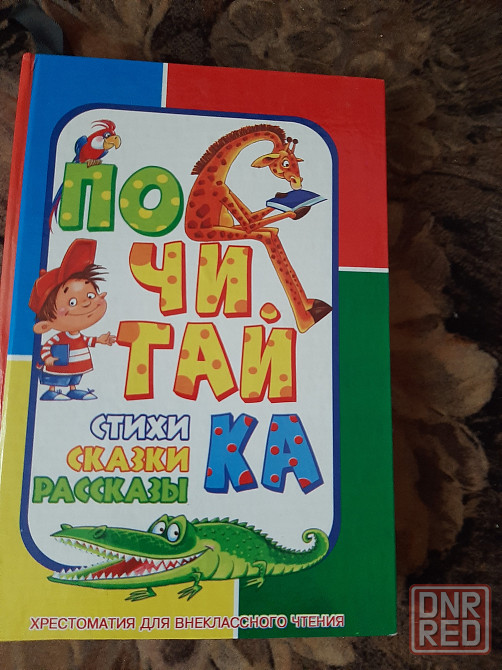 ПО
ЧИ
ТАЙ
КА
СТИХИ
СКАЗКИ
РАССКАЗЫ
ХРЕСТОМАТИЯ ДЛЯ ВНЕКЛАССНОГО ЧТЕНИЯ
DNR
RED